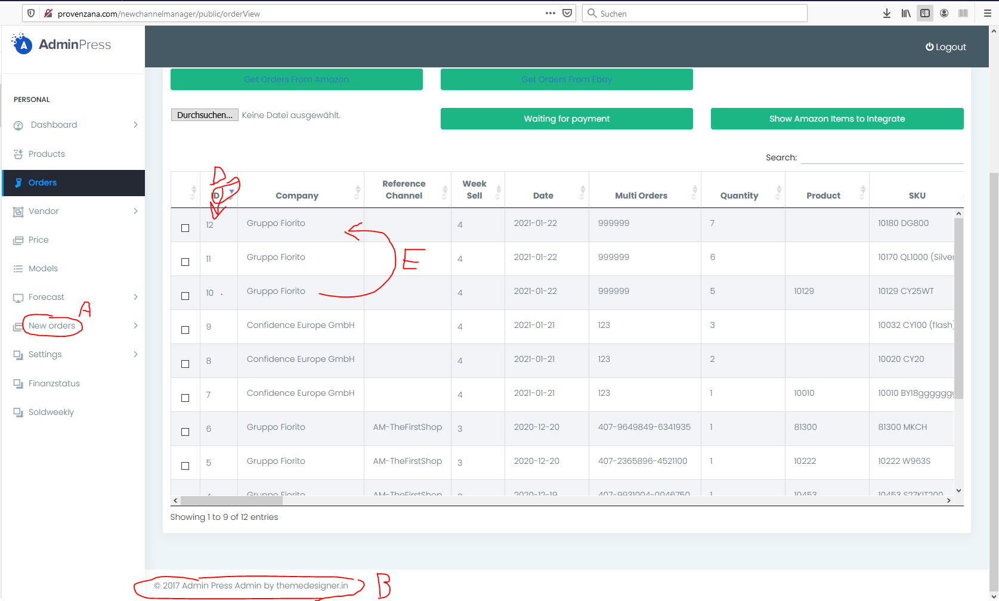 provenzana.com/newchannelmanager/public/orderView
Suchen
AdminPress
Logout
PERSONAL
Dashboard
Products
Orders
Vendor
Price
Models
Forecast
A
New orders
Settings
Finanzstatus
Soldweekly
Get Orders From Amazon
Get Orders From Ebay
Durchsuchen... Keine Datei ausgewählt.
Waiting for payment
Show Amazon Items to Integrate
Search:
D
ID Company Reference Channel Week Sell Date Multi Orders Quantity Product SKU
12 Gruppo Fiorito 4 2021-01-22 999999 7 10180 DG800
11 Gruppo Fiorito 4 2021-01-22 999999 6 10170 QL1000 (Silver
E
10 Gruppo Fiorito 4 2021-01-22 999999 5 10129 10129 CY25WT
9 Confidence Europe GmbH 4 2021-01-21 123 3 10032 CY100 (flash)
8 Confidence Europe GmbH 4 2021-01-21 123 2 10020 CY20
7 Confidence Europe GmbH 4 2021-01-21 123 1 10010 10010 BY18ggggggg
6 Gruppo Fiorito AM-TheFirstShop 3 2020-12-20 407-9649849-6341935 1 81300 81300 MKCH
5 Gruppo Fiorito AM-TheFirstShop 3 2020-12-20 407-2365896-4521100 1 10222 10222 W963S
4 Gruppo Fiorito AM-TheFirstShop 3 2020-12-19 407-9931004-0046750 1 10453 10453 S27KIT200
Showing 1 to 9 of 12 entries
© 2017 Admin Press Admin by themedesigner.in
B